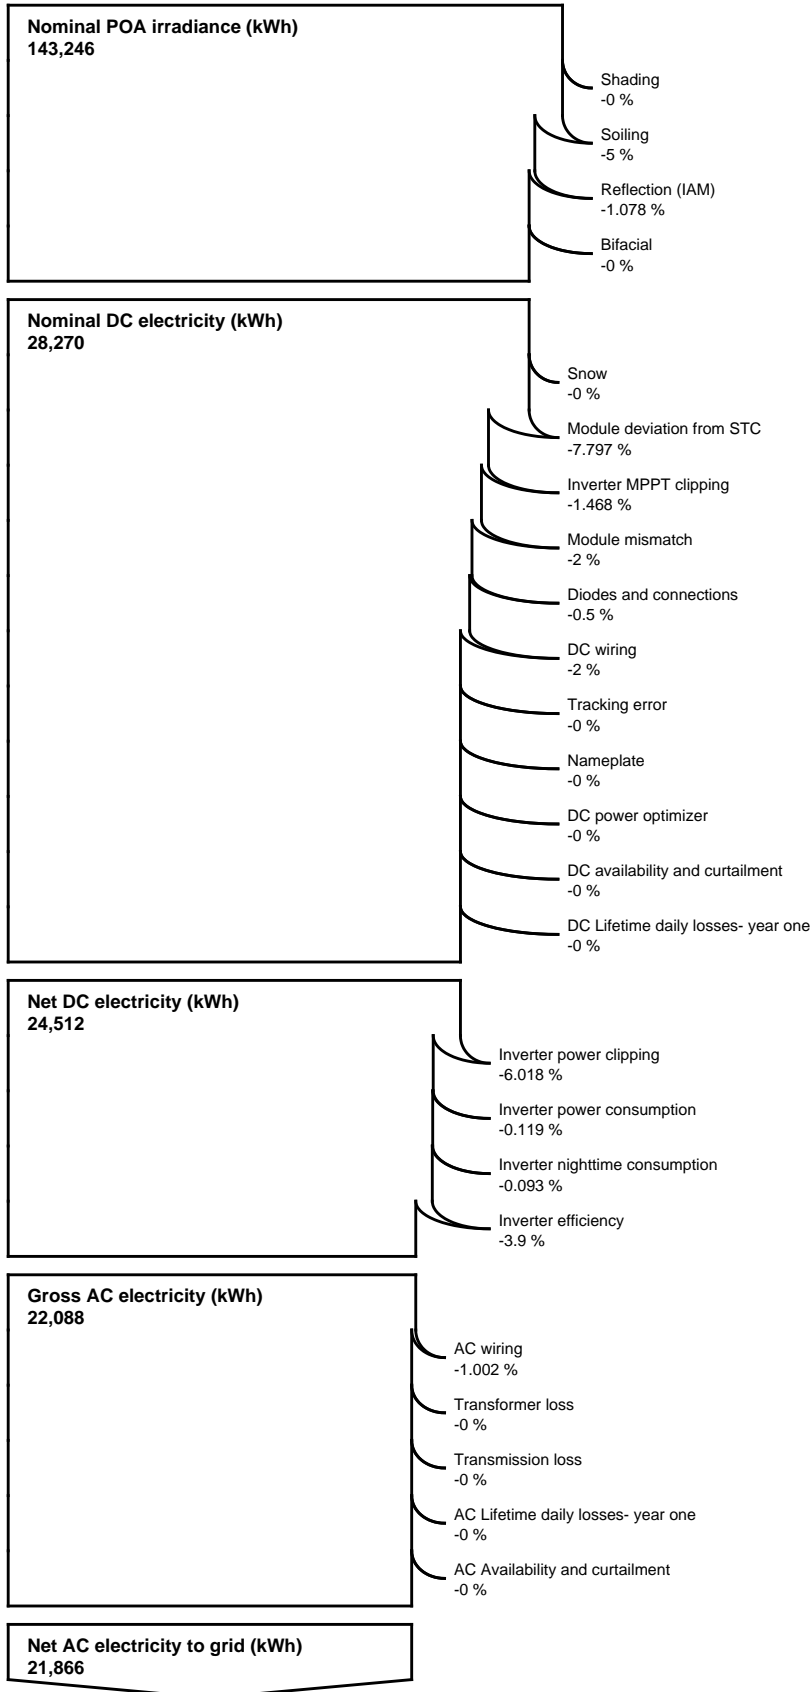 Nominal POA irradiance (kWh)
143,246
Shading
-0 %
Soiling
-5 %
Reflection (IAM)
-1.078 %
Bifacial
-0 %
Nominal DC electricity (kWh)
28,270
Snow
-0 %
Module deviation from STC
-7.797 %
Inverter MPPT clipping
-1.468 %
Module mismatch
-2 %
Diodes and connections
-0.5 %
DC wiring
-2 %
Tracking error
-0 %
Nameplate
-0 %
DC power optimizer
-0 %
DC availability and curtailment
-0 %
DC Lifetime daily losses- year one
-0 %
Net DC electricity (kWh)
24,512
Inverter power clipping
-6.018 %
Inverter power consumption
-0.119 %
Inverter nighttime consumption
-0.093 %
Inverter efficiency
-3.9 %
Gross AC electricity (kWh)
22,088
AC wiring
-1.002 %
Transformer loss
-0 %
Transmission loss
-0 %
AC Lifetime daily losses- year one
-0 %
AC Availability and curtailment
-0 %
Net AC electricity to grid (kWh)
21,866